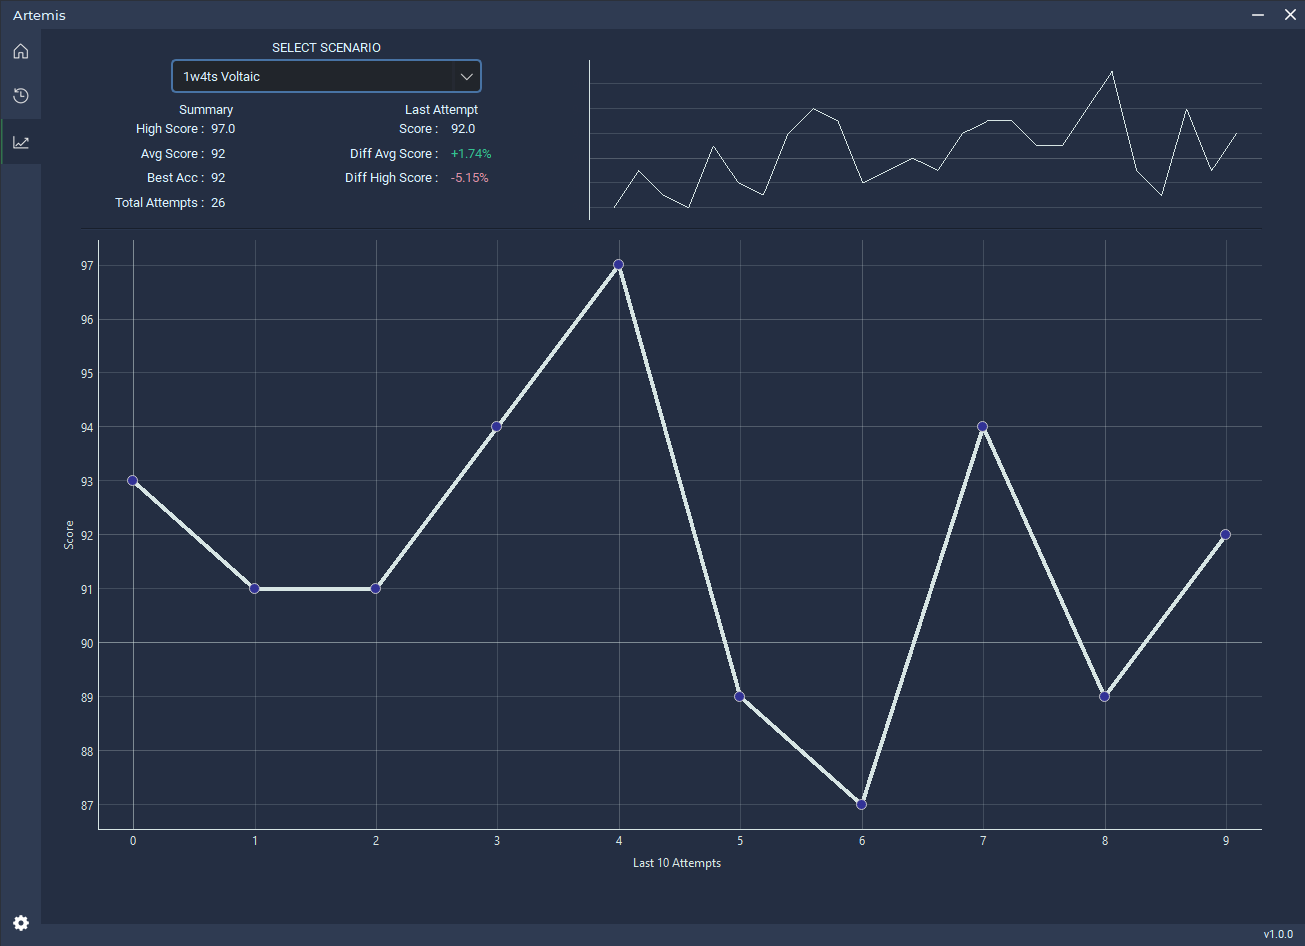 Artemis
SELECT SCENARIO
1w4ts Voltaic
Summary
High Score : 97.0
Avg Score : 92
Best Acc : 92
Total Attempts : 26
Last Attempt
Score : 92.0
Diff Avg Score : +1.74%
Diff High Score : -5.15%
97
96
95
94
93
92
91
90
89
88
87
Score
0 1 2 3 4 5 6 7 8 9
Last 10 Attempts
v1.0.0